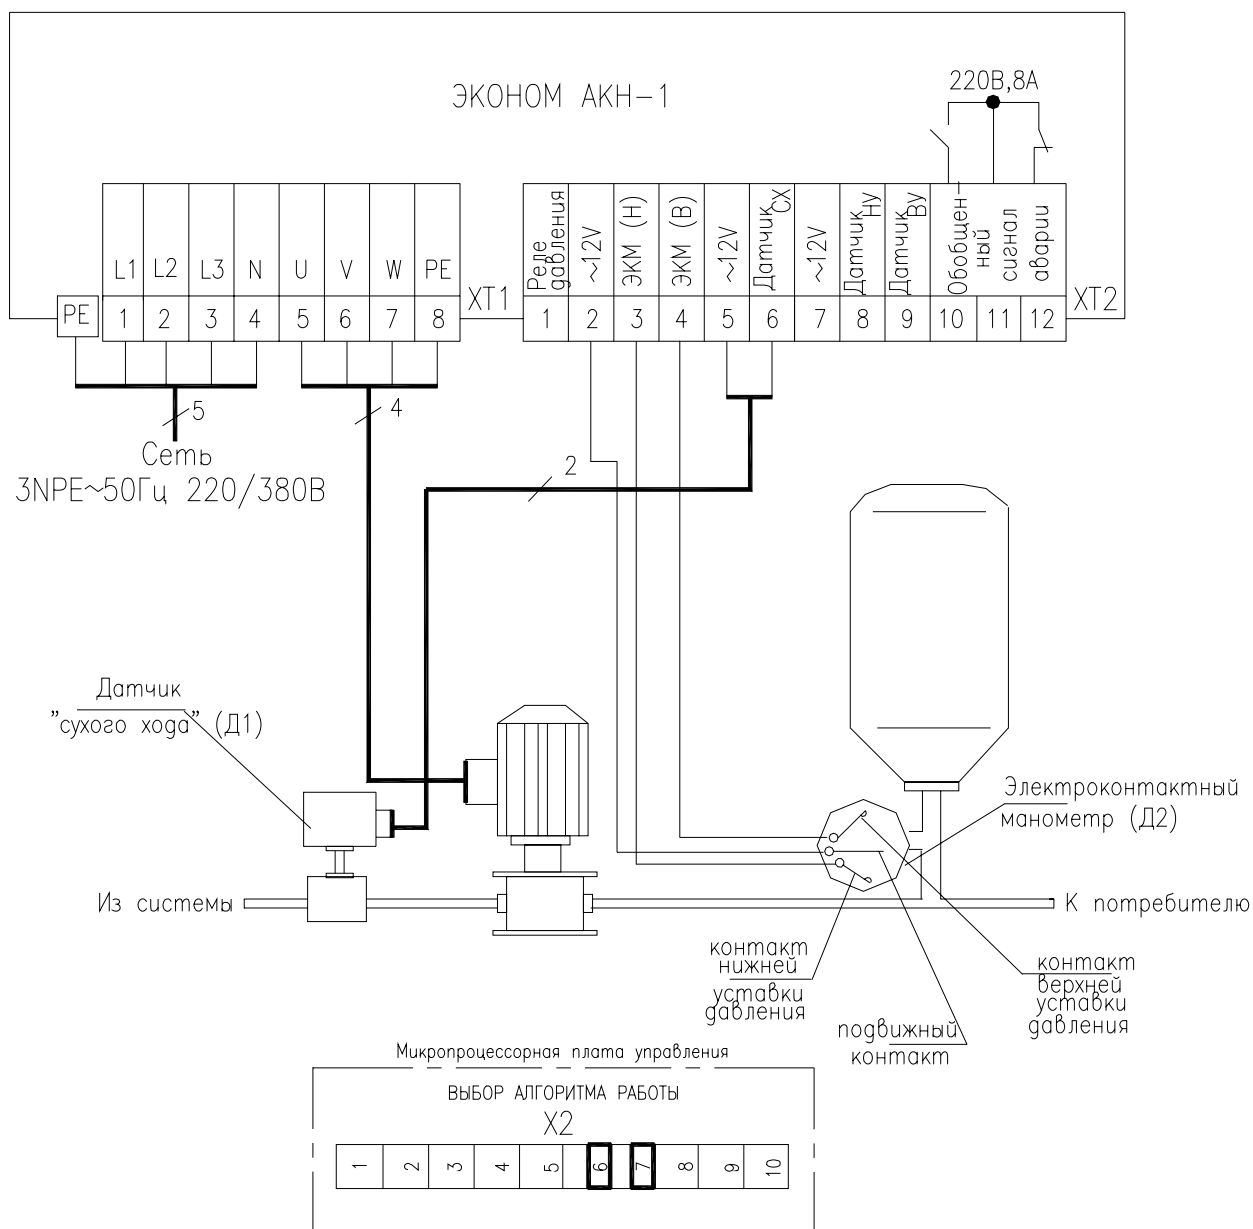 ЭКОНОМ АКН-1
220В,8А
L1 L2 L3 N U V W PE
XT1
PE 1 2 3 4 5 6 7 8
Реле
давления
~12V
ЭКМ (Н)
ЭКМ (В)
~12V
Датчик СХ
~12V
Датчик НУ
Датчик ВУ
Обобщен-
ный
сигнал
аварии
XT2
1 2 3 4 5 6 7 8 9 10 11 12
5
4
2
Сеть
3NPE~50Гц 220/380В
Датчик
"сухого хода" (Д1)
Электроконтактный
манометр (Д2)
Из системы
К потребителю
контакт
нижней
уставки
давления
контакт
верхней
уставки
давления
подвижный
контакт
Микропроцессорная плата управления
ВЫБОР АЛГОРИТМА РАБОТЫ
X2
1 2 3 4 5 6 7 8 9 10